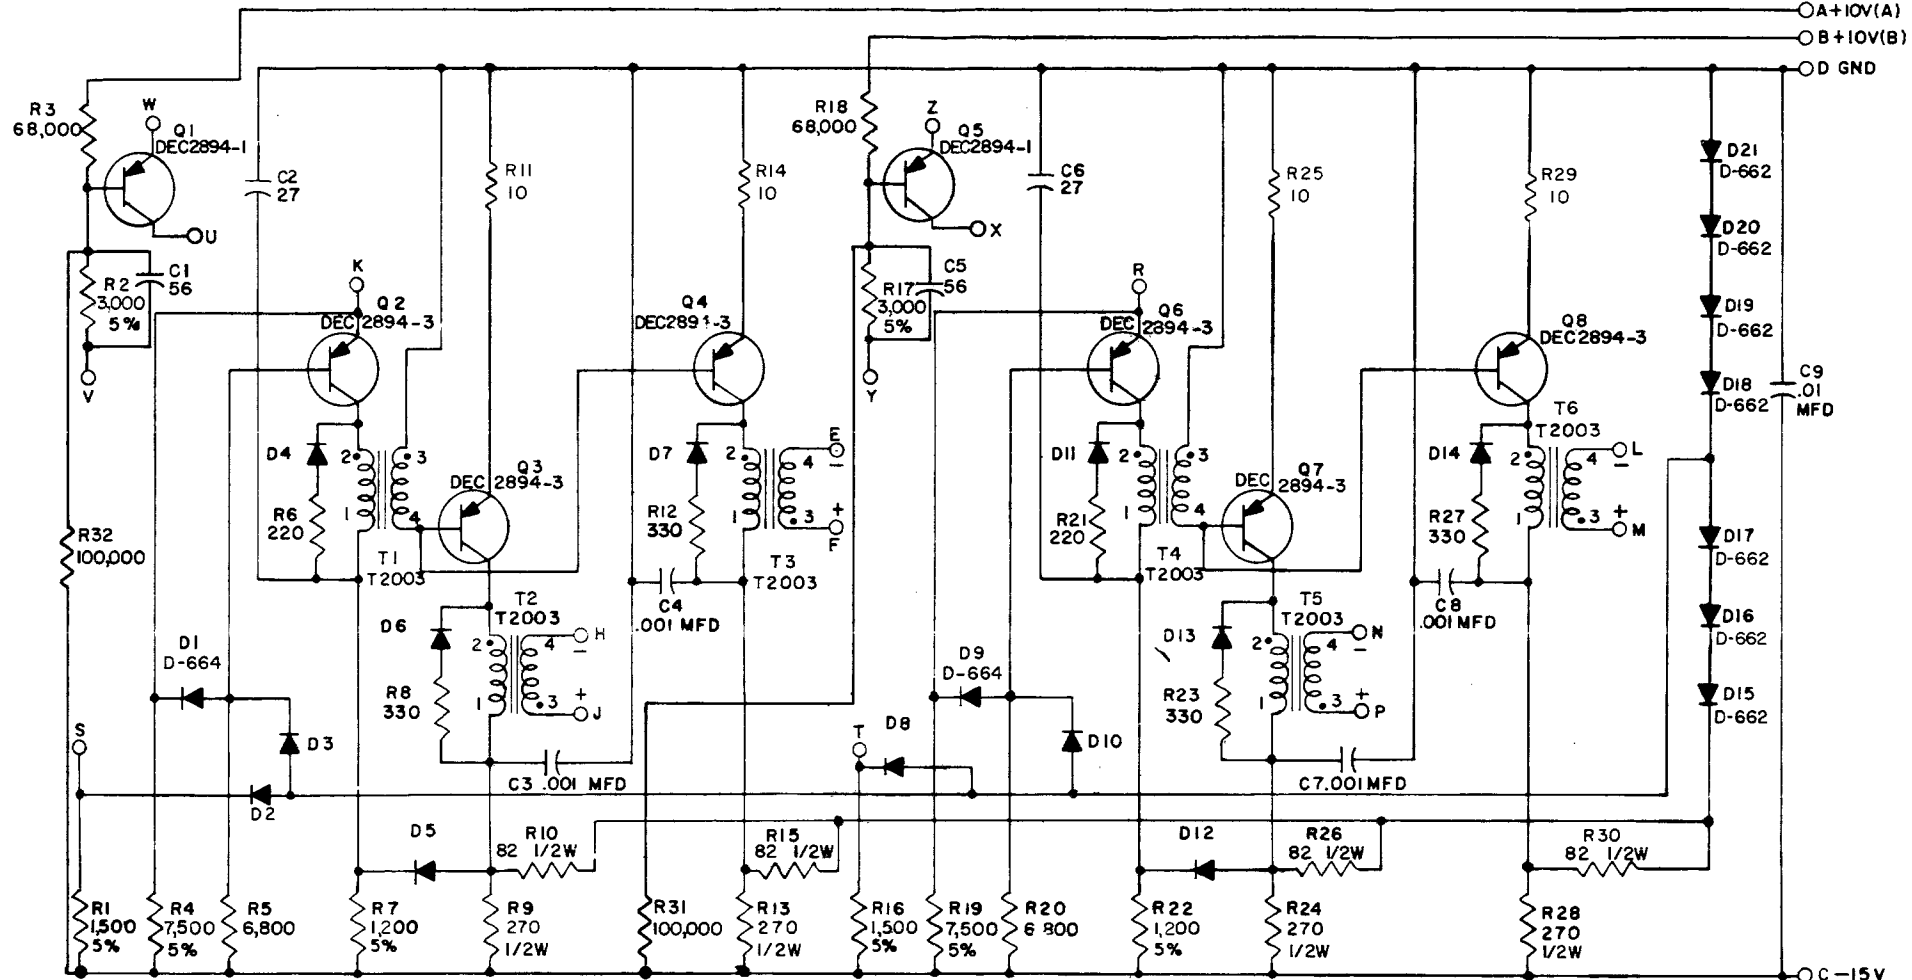 A+10V(A)
B+10V(B)
D GND
R3
68,000
W
Q1
DEC2894-1
U
C2
27
R11
10
R14
10
R18
68,000
Z
Q5
DEC2894-1
X
C6
27
R25
10
R29
10
D21
D-662
D20
D-662
D19
D-662
D18
D-662
C9
.01
MFD
R2
3,000
5%
C1
56
V
K
Q2
DEC 2894-3
Q4
DEC2894-3
R17
3,000
5%
C5
56
Y
R
Q6
DEC 2894-3
Q8
DEC2894-3
D4
2
3
R6
220
1
4
T1
T2003
Q3
DEC 2894-3
D7
2
4
E
−
R12
330
1
3
+
F
T3
T2003
C4
.001 MFD
D11
2
3
R21
220
1
4
T4
T2003
Q7
DEC 2894-3
D14
T6
T2003
2
4
L
−
R27
330
1
3
+
M
C8
.001 MFD
D17
D-662
D16
D-662
D15
D-662
R32
100,000
D6
T2
T2003
2
4
H
−
R8
330
1
3
+
J
C3 .001 MFD
D13
T5
T2003
2
4
N
−
R23
330
1
3
+
P
C7 .001 MFD
D1
D-664
S
D3
D2
D9
D-664
T
D8
D10
D5
R10
82 1/2W
R15
82 1/2W
D12
R26
82 1/2W
R30
82 1/2W
R1
1,500
5%
R4
7,500
5%
R5
6,800
R7
1,200
5%
R9
270
1/2W
R31
100,000
R13
270
1/2W
R16
1,500
5%
R19
7,500
5%
R20
6 800
R22
1,200
5%
R24
270
1/2W
R28
270
1/2W
C −15V